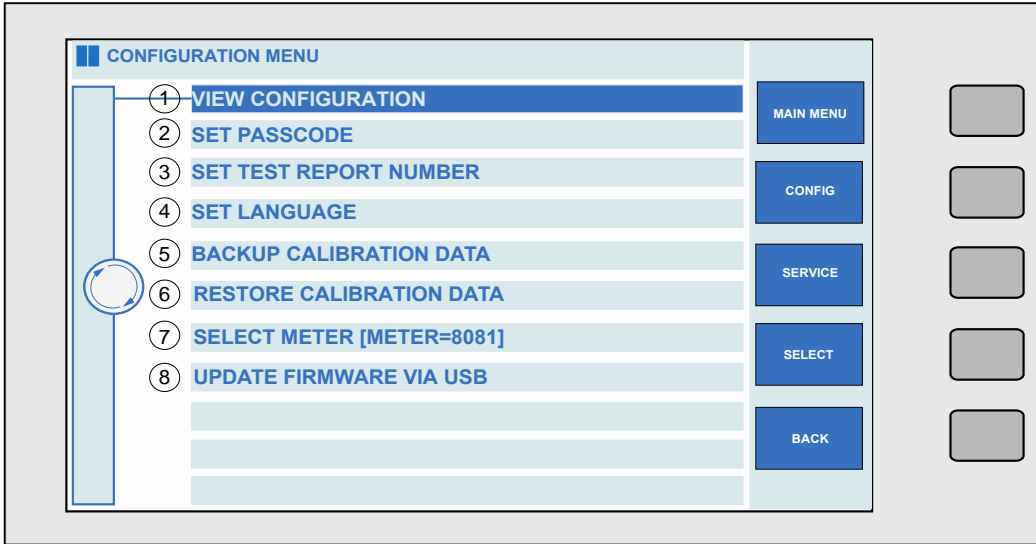 CONFIGURATION MENU
1 VIEW CONFIGURATION
2 SET PASSCODE
3 SET TEST REPORT NUMBER
4 SET LANGUAGE
5 BACKUP CALIBRATION DATA
6 RESTORE CALIBRATION DATA
7 SELECT METER [METER=8081]
8 UPDATE FIRMWARE VIA USB
MAIN MENU
CONFIG
SERVICE
SELECT
BACK